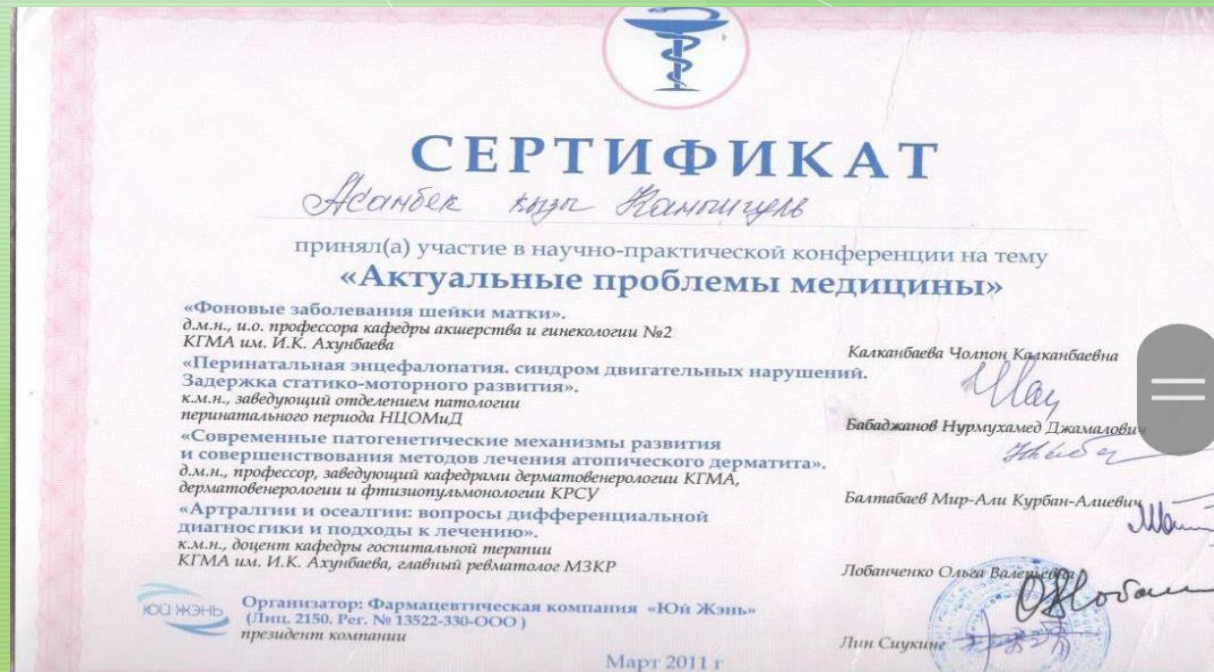 СЕРТИФИКАТ
Асанбек кызы
принял(а) участие в научно-практической конференции на тему
«Актуальные проблемы медицины»
«Фоновые заболевания шейки матки».
д.м.н., и.о. профессора кафедры акшерства и гинекологии №2
КГМА им. И.К. Ахунбаева
Калканбаева Чолпон Калканбаевна
«Перинатальная энцефалопатия. синдром двигательных нарушений.
Задержка статико-моторного развития».
к.м.н., заведующий отделением патологии
перинатального периода НЦОМиД
Бабаджанов Нурмухамед Джамалович
«Современные патогенетические механизмы развития
и совершенствования методов лечения атопического дерматита».
д.м.н., профессор, заведующий кафедрами дерматовенерологии КГМА,
дерматовенерологии и фтизиопульмонологии КРСУ
Балтабаев Мир-Али Курбан-Алиевич
«Артралгии и осеалгии: вопросы дифференциальной
диагностики и подходы к лечению».
к.м.н., доцент кафедры госпитальной терапии
КГМА им. И.К. Ахунбаева, главный ревматолог МЗКР
Лобанченко Ольга Валерьевна
ЮЙ ЖЭНЬ
Организатор: Фармацевтическая компания «Юй Жэнь»
(Лиц. 2150. Рег. № 13522-330-ООО )
президент компании
Лин Сиукине
Март 2011 г